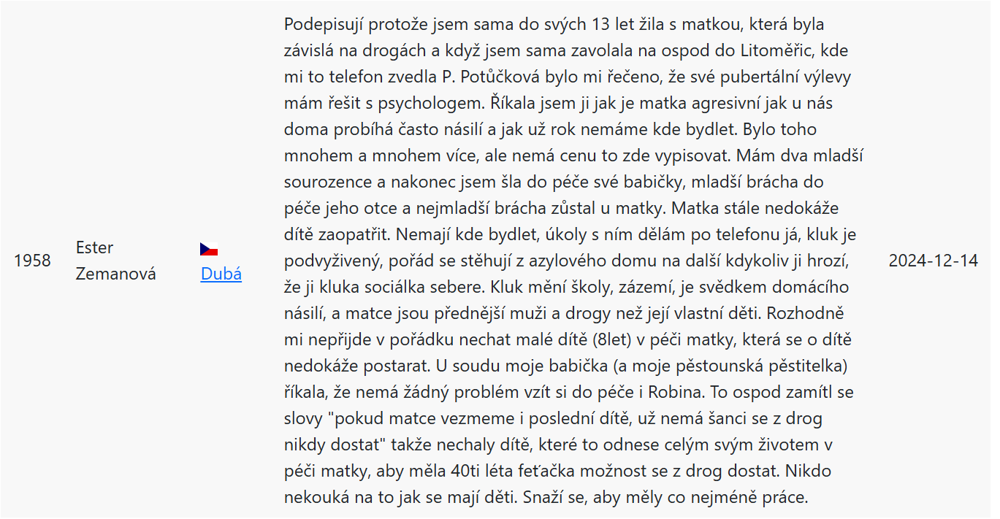 Podepisují protože jsem sama do svých 13 let žila s matkou, která byla
závislá na drogách a když jsem sama zavolala na ospod do Litoměřic, kde
mi to telefon zvedla P. Potůčková bylo mi řečeno, že své pubertální výlevy
mám řešit s psychologem. Říkala jsem ji jak je matka agresivní jak u nás
doma probíhá často násilí a jak už rok nemáme kde bydlet. Bylo toho
mnohem a mnohem více, ale nemá cenu to zde vypisovat. Mám dva mladší
sourozence a nakonec jsem šla do péče své babičky, mladší brácha do
péče jeho otce a nejmladší brácha zůstal u matky. Matka stále nedokáže
dítě zaopatřit. Nemají kde bydlet, úkoly s ním dělám po telefonu já, kluk je
1958
Ester
Zemanová
Dubá
podvyživený, pořád se stěhují z azylového domu na další kdykoliv ji hrozí,
2024-12-14
že ji kluka sociálka sebere. Kluk mění školy, zázemí, je svědkem domácího
násilí, a matce jsou přednější muži a drogy než její vlastní děti. Rozhodně
mi nepřijde v pořádku nechat malé dítě (8let) v péči matky, která se o dítě
nedokáže postarat. U soudu moje babička (a moje pěstounská pěstitelka)
říkala, že nemá žádný problém vzít si do péče i Robina. To ospod zamítl se
slovy "pokud matce vezmeme i poslední dítě, už nemá šanci se z drog
nikdy dostat" takže nechaly dítě, které to odnese celým svým životem v
péči matky, aby měla 40ti léta feťačka možnost se z drog dostat. Nikdo
nekouká na to jak se mají děti. Snaží se, aby měly co nejméně práce.